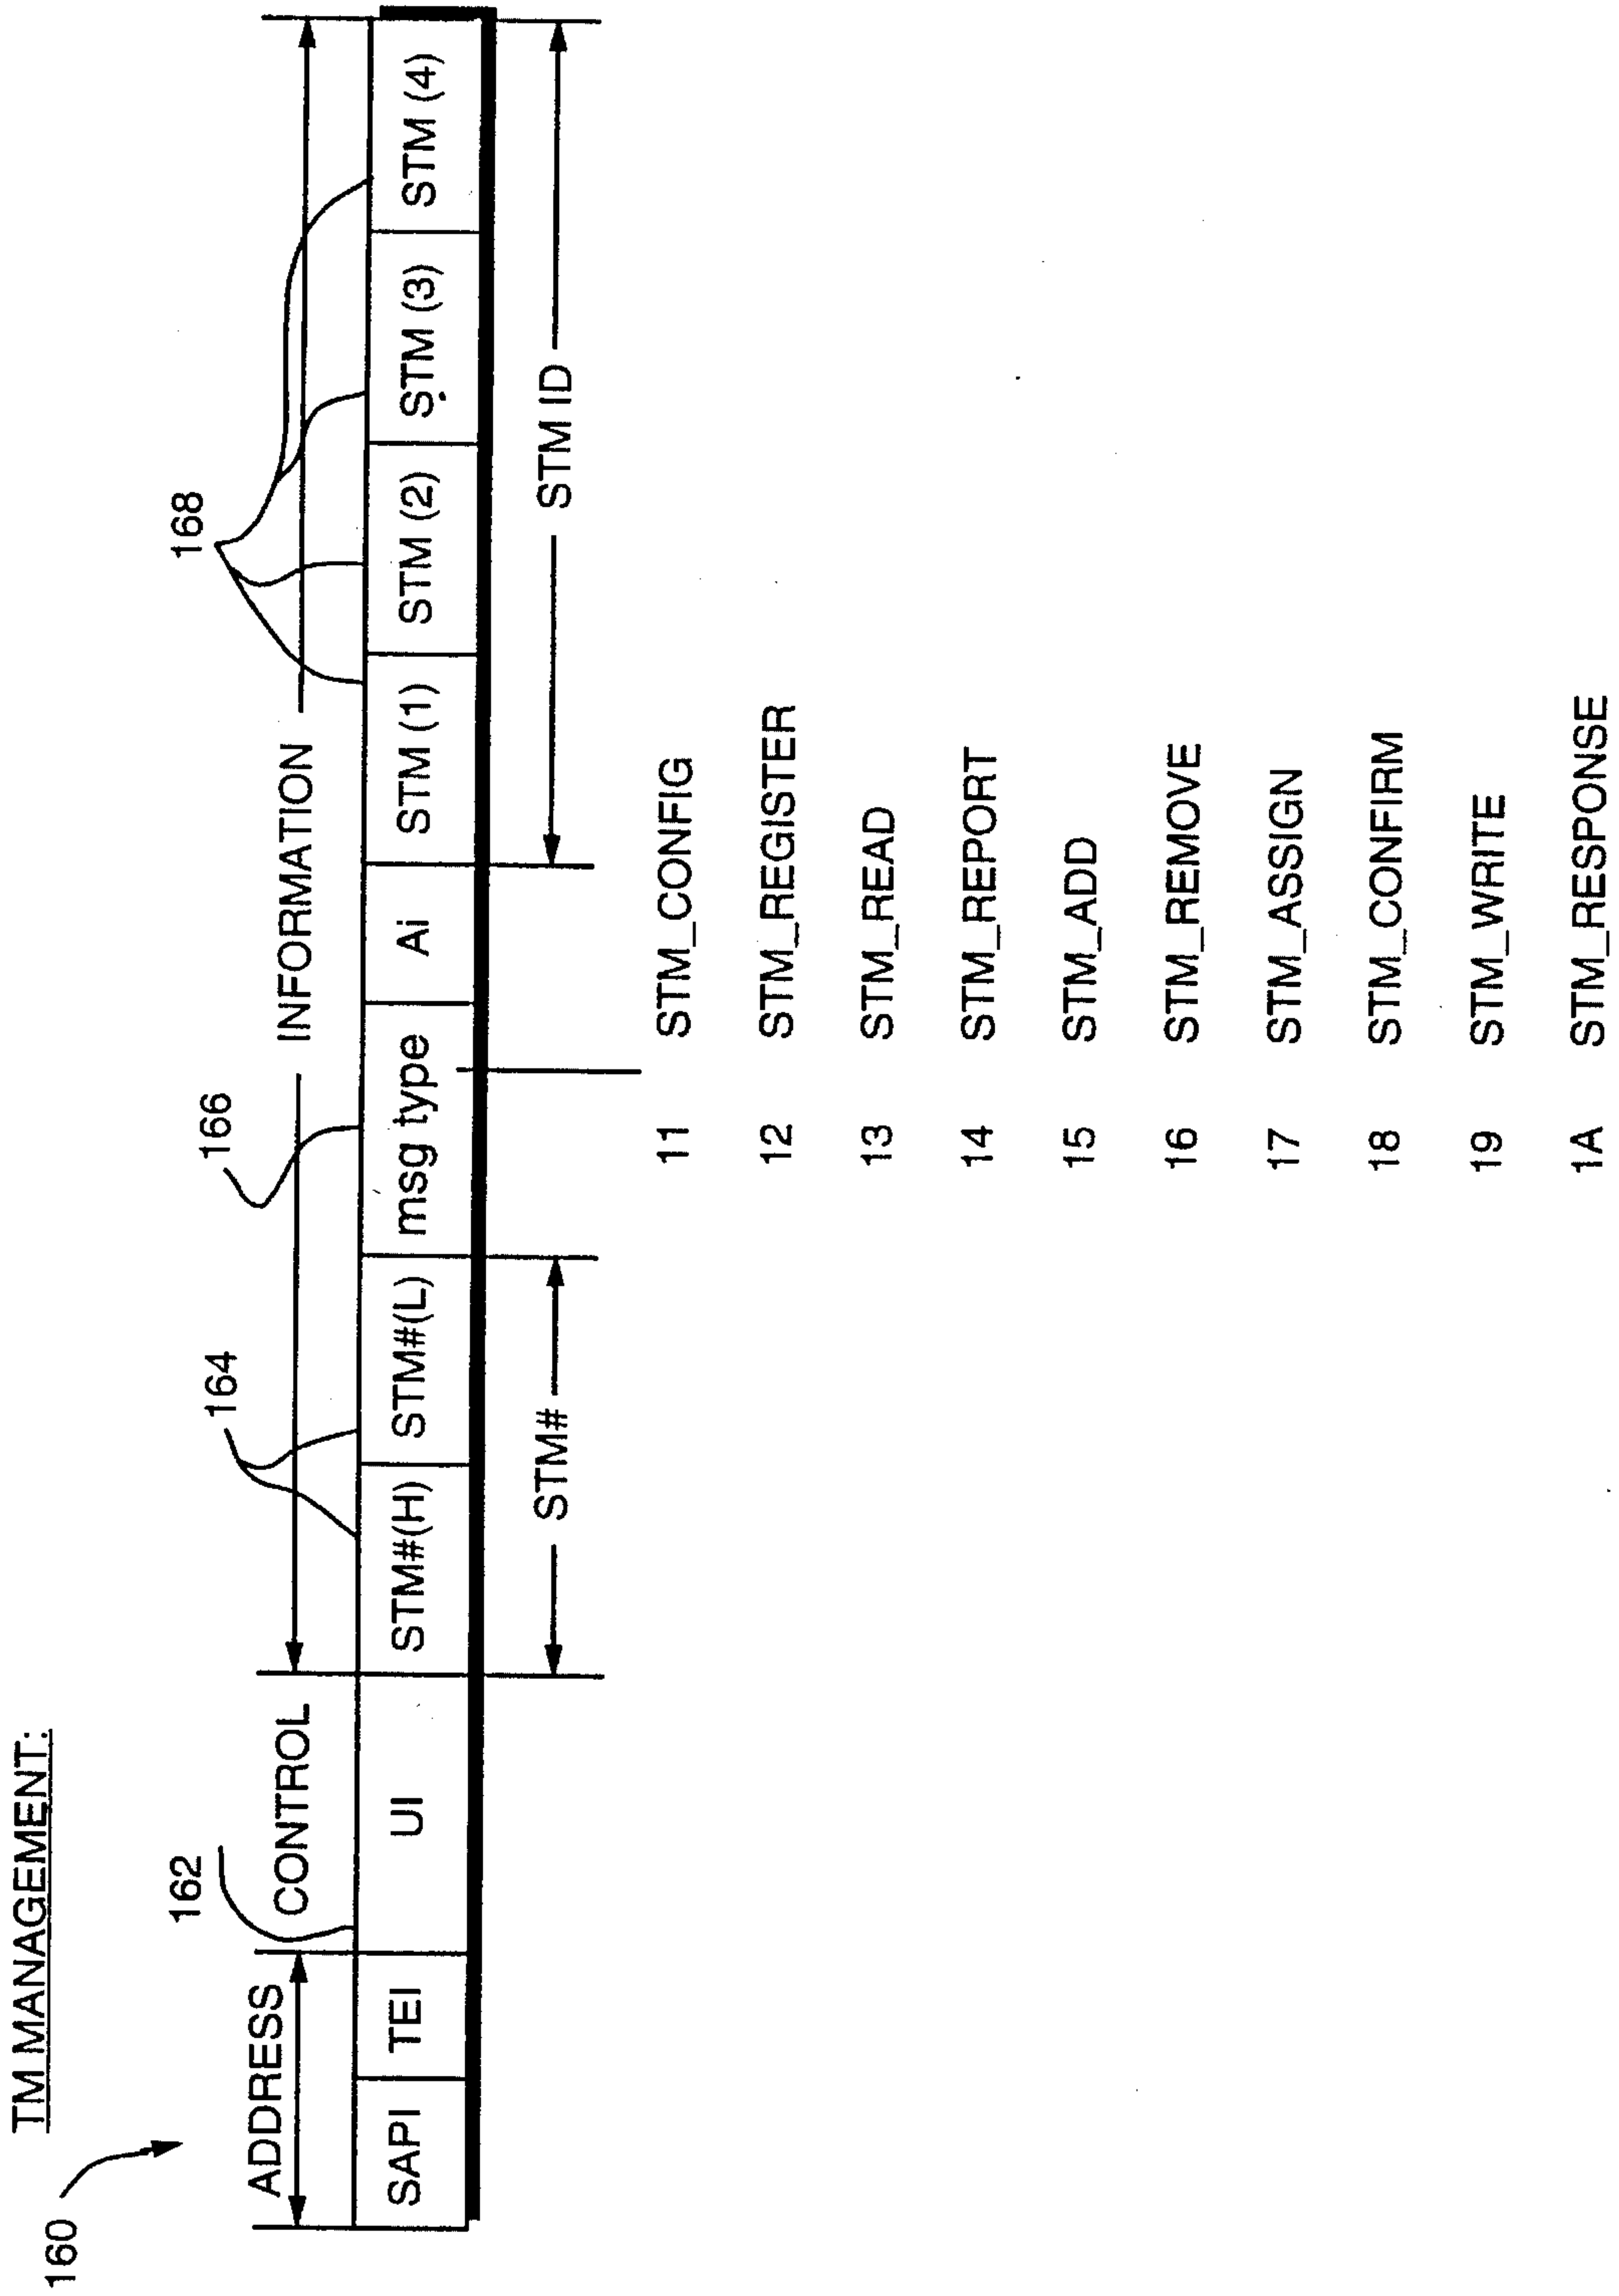 TM MANAGEMENT:
160
162
164
166
168
ADDRESS
CONTROL
INFORMATION
SAPI TEI UI STM#(H) STM#(L) msg type Ai STM (1) STM (2) STM (3) STM (4)
STM#
STM ID
11 STM_CONFIG
12 STM_REGISTER
13 STM_READ
14 STM_REPORT
15 STM_ADD
16 STM_REMOVE
17 STM_ASSIGN
18 STM_CONFIRM
19 STM_WRITE
1A STM_RESPONSE